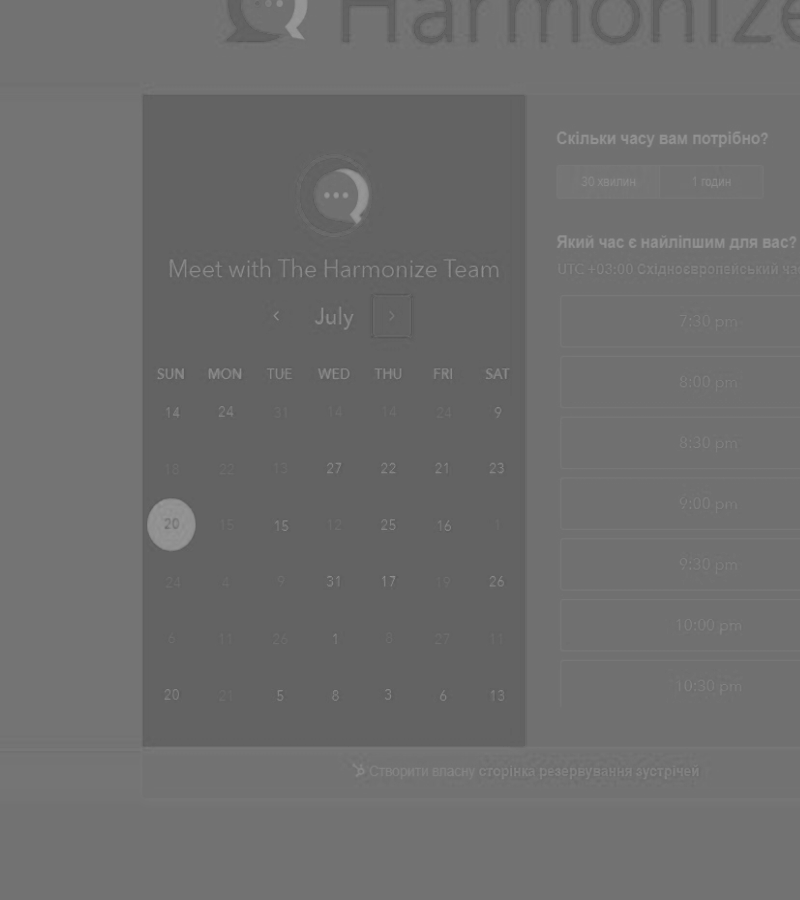 Harmonize
Meet with The Harmonize Team
‹ July ›
SUN MON TUE WED THU FRI SAT
14 24 31 14 14 24 9
18 22 13 27 22 21 23
20 15 15 12 25 16 1
24 4 9 31 17 19 26
6 11 26 1 8 27 11
20 21 5 8 3 6 13
Скільки часу вам потрібно?
30 хвилин 1 годин
Який час є найліпшим для вас?
UTC +03:00 Східноєвропейський
7:30 pm
8:00 pm
8:30 pm
9:00 pm
9:30 pm
10:00 pm
10:30 pm
Створити власну сторінка резервування зустрічей